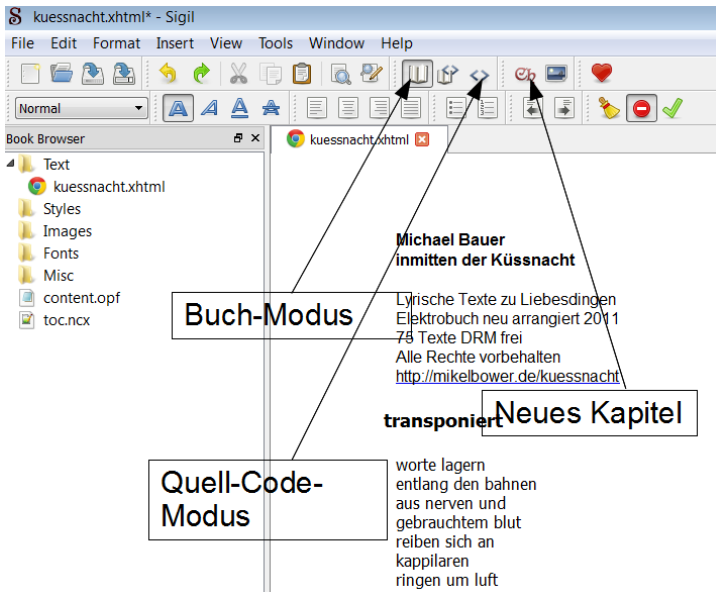 kuessnacht.xhtml* - Sigil
File Edit Format Insert View Tools Window Help
Normal
Book Browser
kuessnacht.xhtml
Text
kuessnacht.xhtml
Styles
Images
Fonts
Misc
content.opf
toc.ncx
Michael Bauer
inmitten der Küssnacht
Buch-Modus
Lyrische Texte zu Liebesdingen
Elektrobuch neu arrangiert 2011
75 Texte DRM frei
Alle Rechte vorbehalten
http://mikelbower.de/kuessnacht
Neues Kapitel
transponiert
Quell-Code-
Modus
worte lagern
entlang den bahnen
aus nerven und
gebrauchtem blut
reiben sich an
kappilaren
ringen um luft